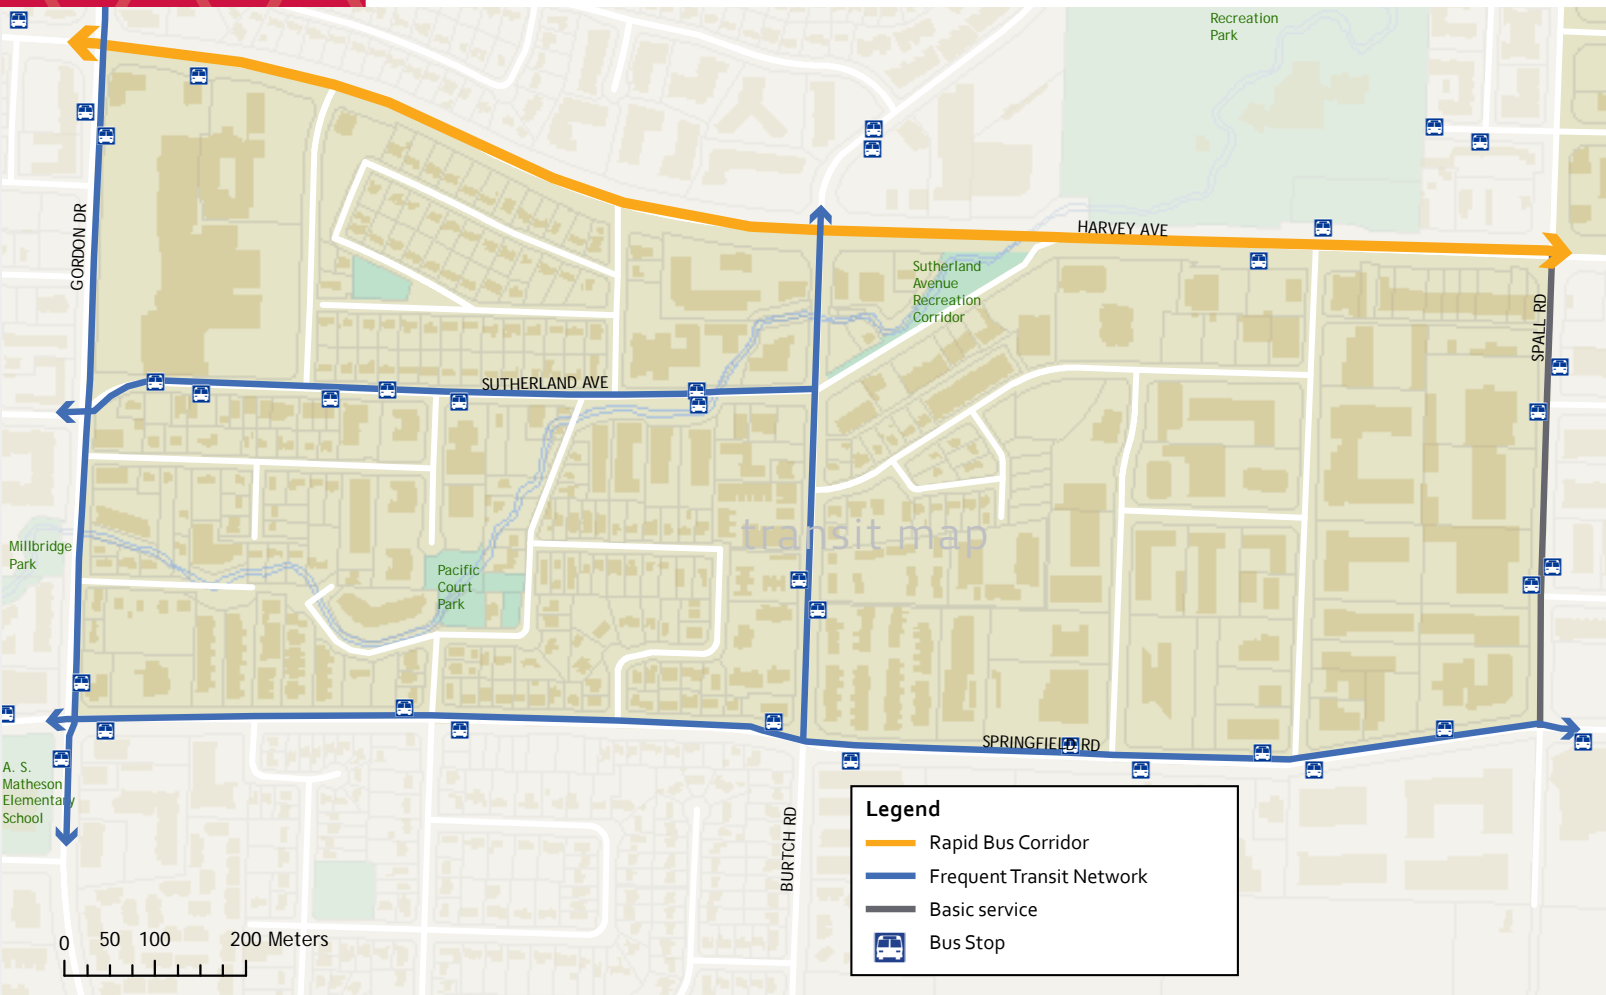 Recreation
Park
GORDON DR
HARVEY AVE
Sutherland
Avenue
Recreation
Corridor
SPALL RD
SUTHERLAND AVE
transit map
Millbridge
Park
Pacific
Court
Park
SPRINGFIELD RD
A. S.
Matheson
Elementary
School
BURTCH RD
Legend
Rapid Bus Corridor
Frequent Transit Network
Basic service
Bus Stop
0 50 100 200 Meters